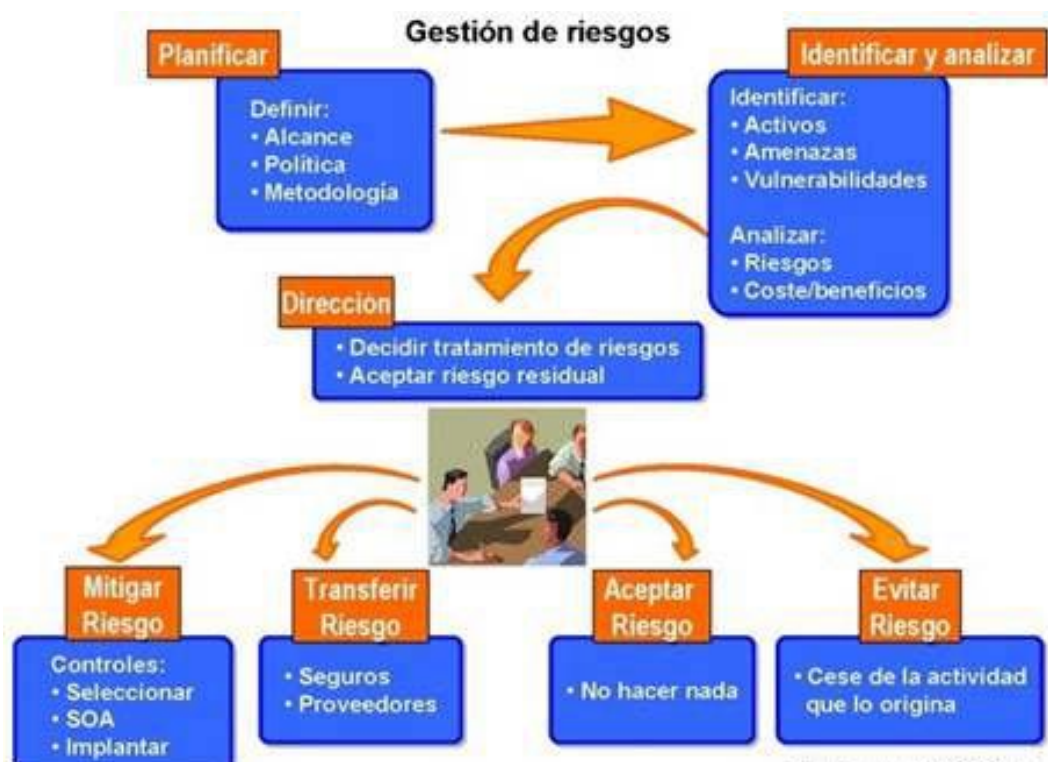 Gestión de riesgos
Planificar
Definir:
• Alcance
• Política
• Metodología
Identificar y analizar
Identificar:
• Activos
• Amenazas
• Vulnerabilidades
Analizar:
• Riesgos
• Coste/beneficios
Dirección
• Decidir tratamiento de riesgos
• Aceptar riesgo residual
Mitigar
Riesgo
Controles:
• Seleccionar
• SOA
• Implantar
Transferir
Riesgo
• Seguros
• Proveedores
Aceptar
Riesgo
• No hacer nada
Evitar
Riesgo
• Cese de la actividad
que lo origina